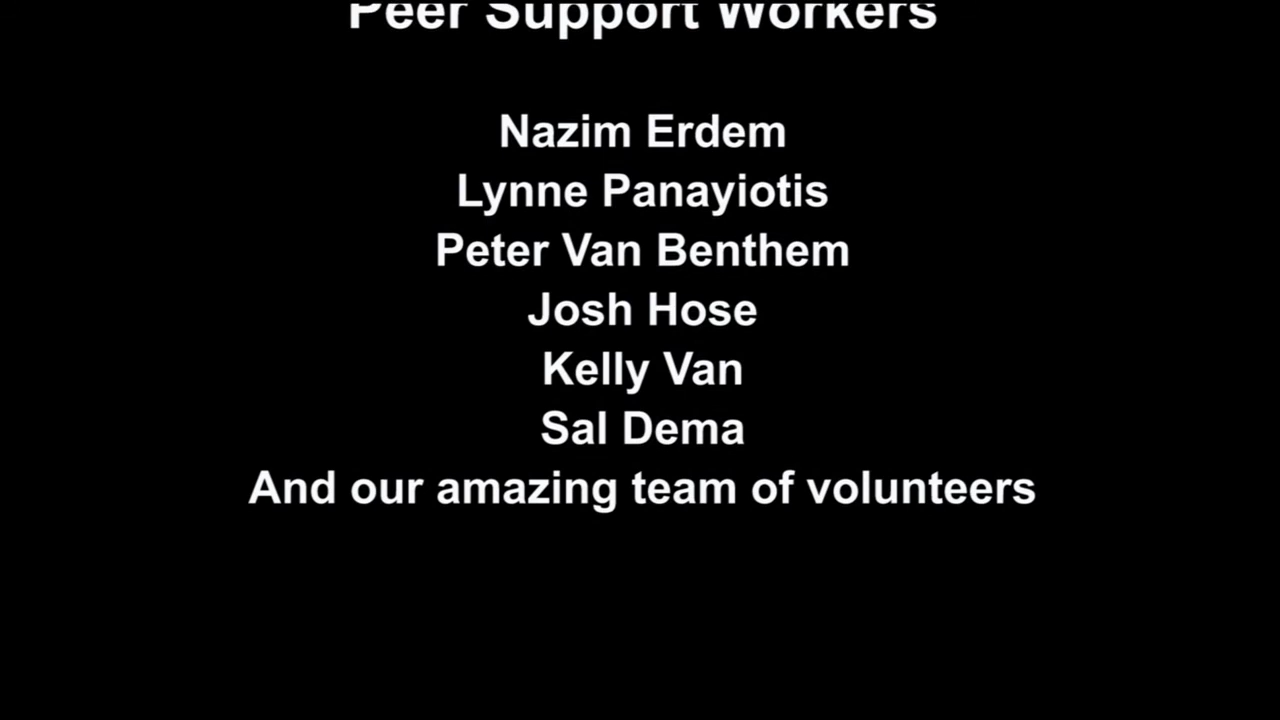 Peer Support Workers
Nazim Erdem
Lynne Panayiotis
Peter Van Benthem
Josh Hose
Kelly Van
Sal Dema
And our amazing team of volunteers